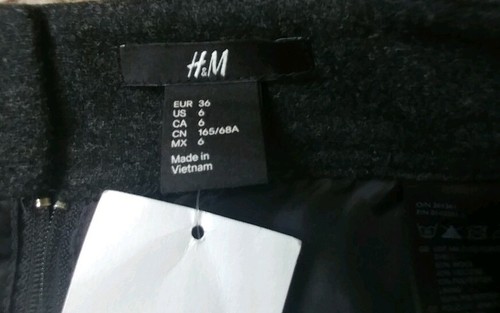 H&M
EUR 36
US 6
CA 6
CN 165/68A
MX 6
Made in
Vietnam